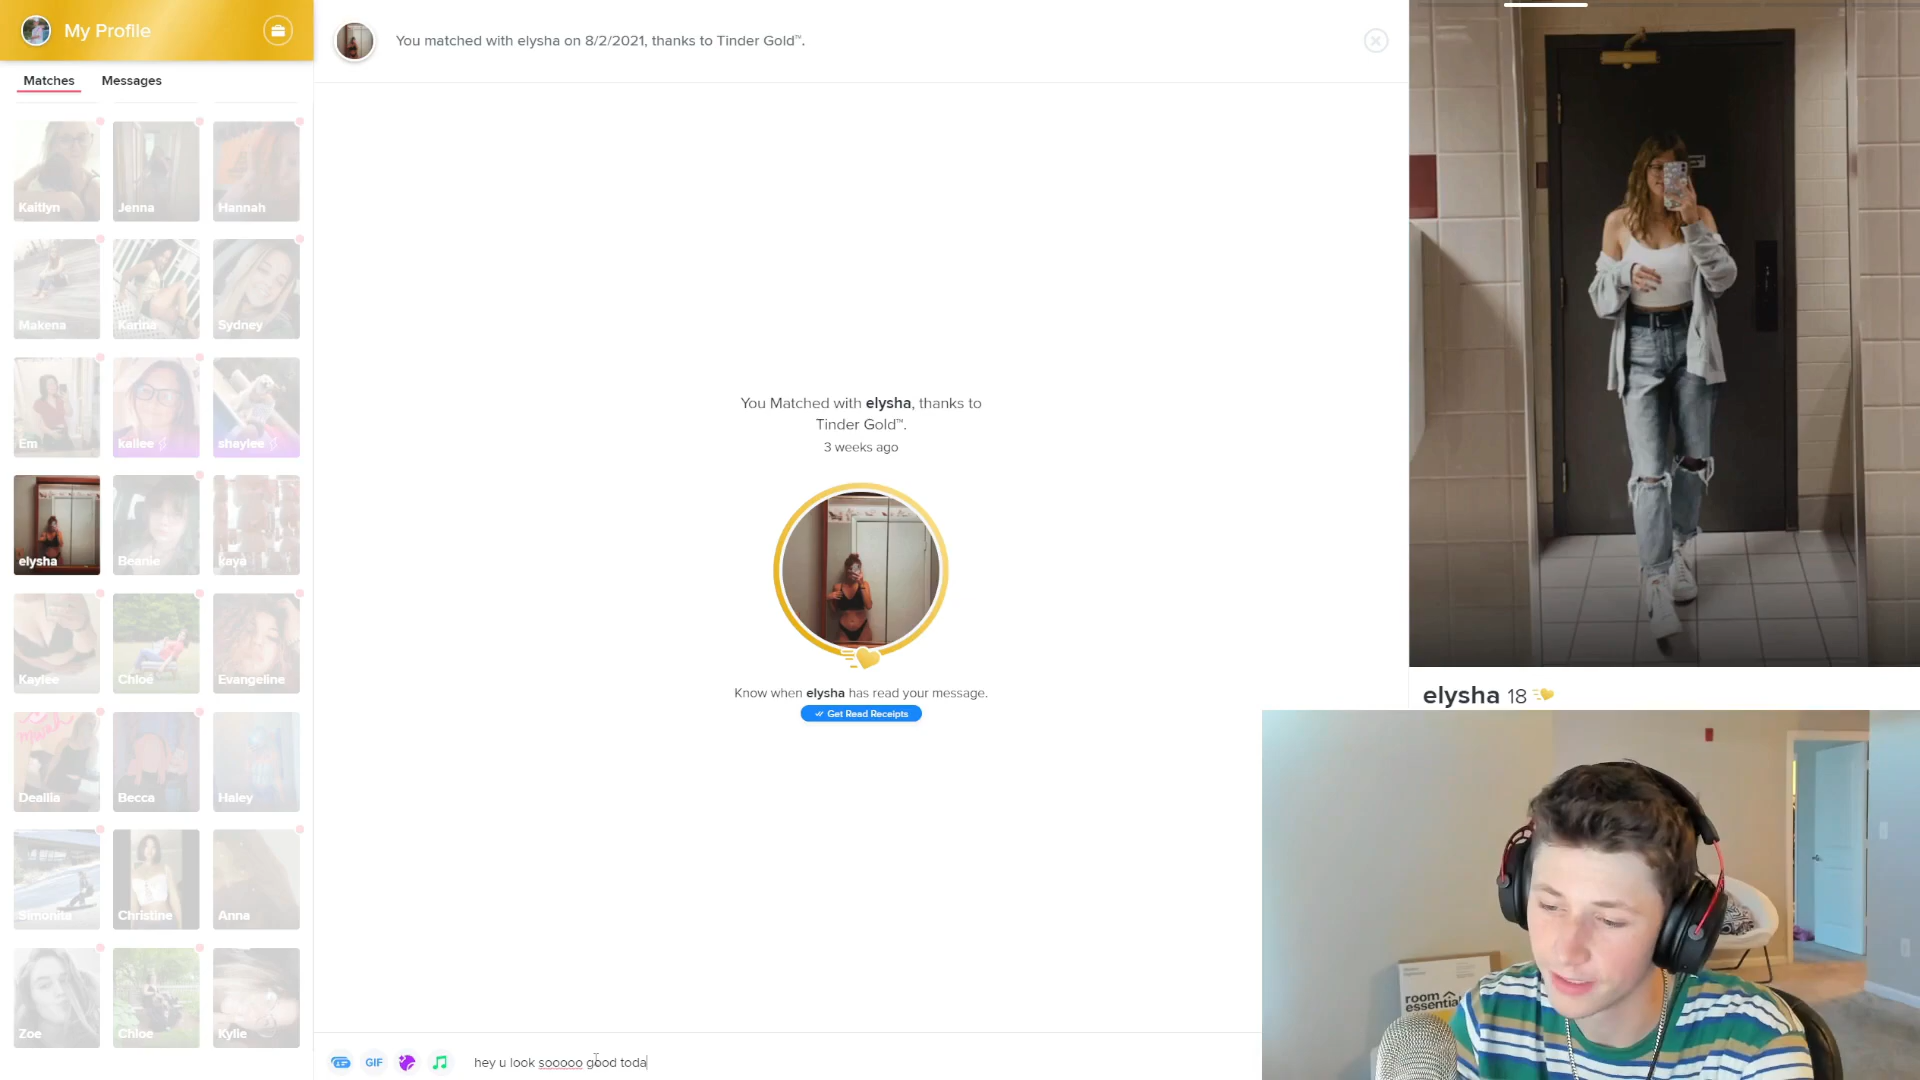 My Profile
You matched with elysha on 8/2/2021, thanks to Tinder Gold™.
Matches Messages
Kaitlyn Jenna Hannah
Makena Karina Sydney
Em kailee shaylee
elysha Beanie kaya
Kaylee Chloe Evangeline
Deallia Becca Haley
Simonita Christine Anna
Zoe Chloe Kylie
You Matched with elysha, thanks to
Tinder Gold™.
3 weeks ago
Know when elysha has read your message.
Get Read Receipts
GIF
hey u look sooooo good toda
elysha 18
room
essentia